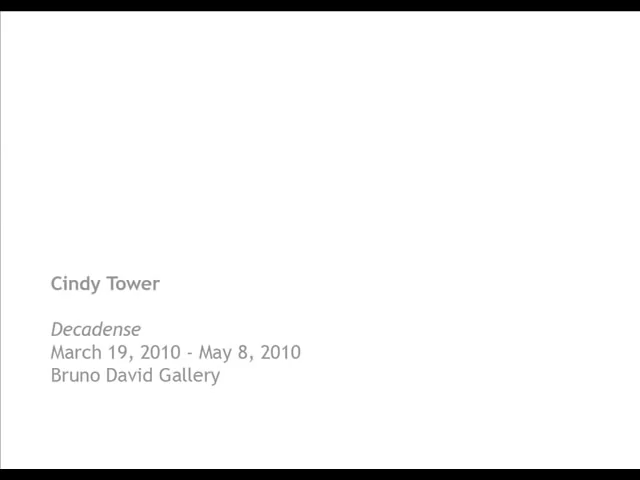 Cindy Tower
Decadense
March 19, 2010 - May 8, 2010
Bruno David Gallery